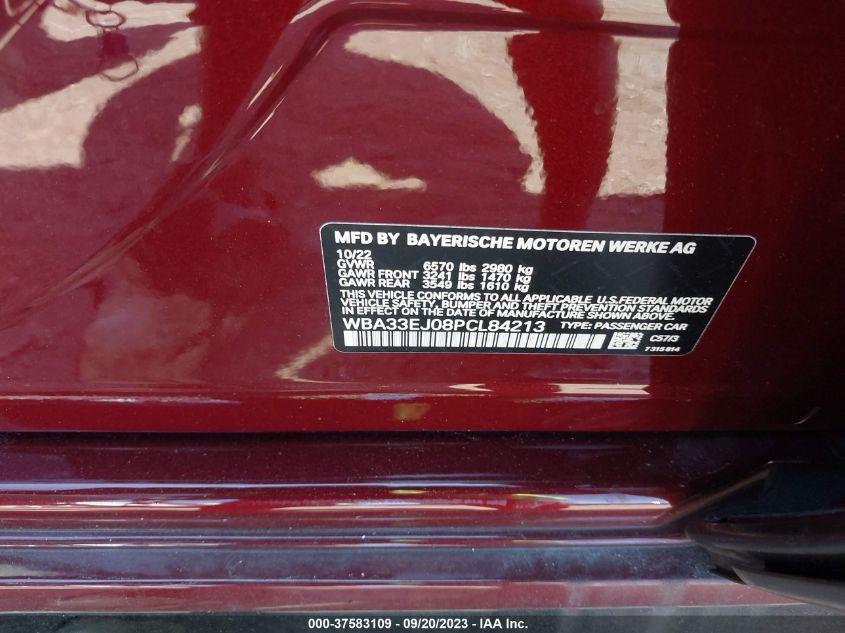 MFD BY BAYERISCHE MOTOREN WERKE AG
10/22
GVWR 6570 lbs 2980 kg
GAWR FRONT 3241 lbs 1470 kg
GAWR REAR 3549 lbs 1610 kg
THIS VEHICLE CONFORMS TO ALL APPLICABLE U.S.FEDERAL MOTOR
VEHICLE SAFETY, BUMPER, AND THEFT PREVENTION STANDARDS
IN EFFECT ON THE DATE OF MANUFACTURE SHOWN ABOVE.
WBA33EJ08PCL84213 TYPE: PASSENGER CAR
C57/3
7315814
000-37583109 - 09/20/2023 - © IAA Inc.